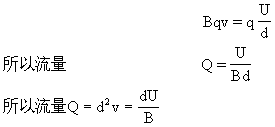 Bqv = q U/d
所以流量 Q = U/Bd
所以流量Q = d²v = dU/B